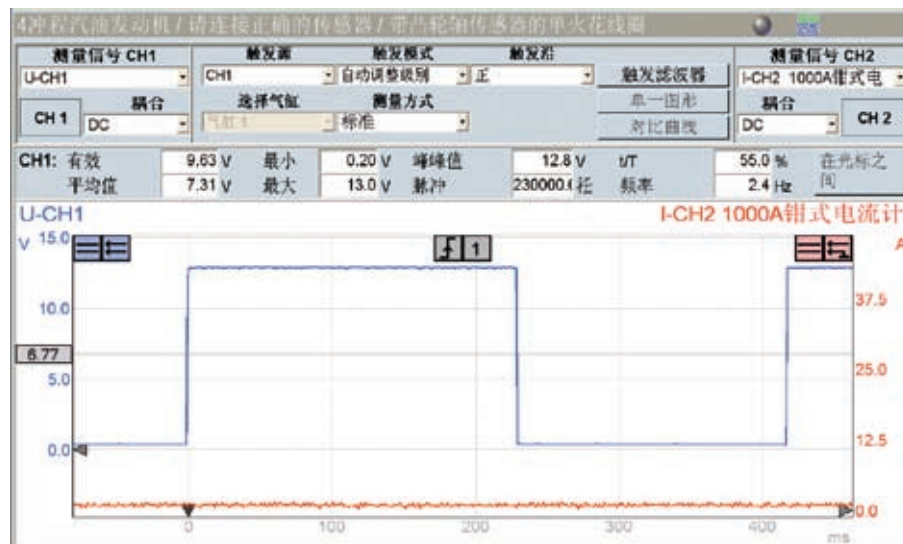 4冲程汽油发动机 / 请连接正确的传感器 / 带凸轮轴传感器的单火花线圈
测量信号 CH1 触发源 触发模式 触发沿 测量信号 CH2
U-CH1 CH1 自动调整级别 正 触发滤波器 I-CH2 1000A钳式电
耦合 选择气缸 测量方式 单一图形 耦合
CH 1 DC 标准 对比曲线 DC CH 2
CH1: 有效 9.63 V 最小 0.20 V 峰峰值 12.8 V t/T 55.0 % 在光标之
平均值 7.31 V 最大 13.0 V 脉冲 频率 2.4 Hz 间
U-CH1 I-CH2 1000A钳式电流计
V 15.0 1 A
10.0 37.5
6.77
5.0 25.0
0.0 12.5
0.0
0 100 200 300 400
ms